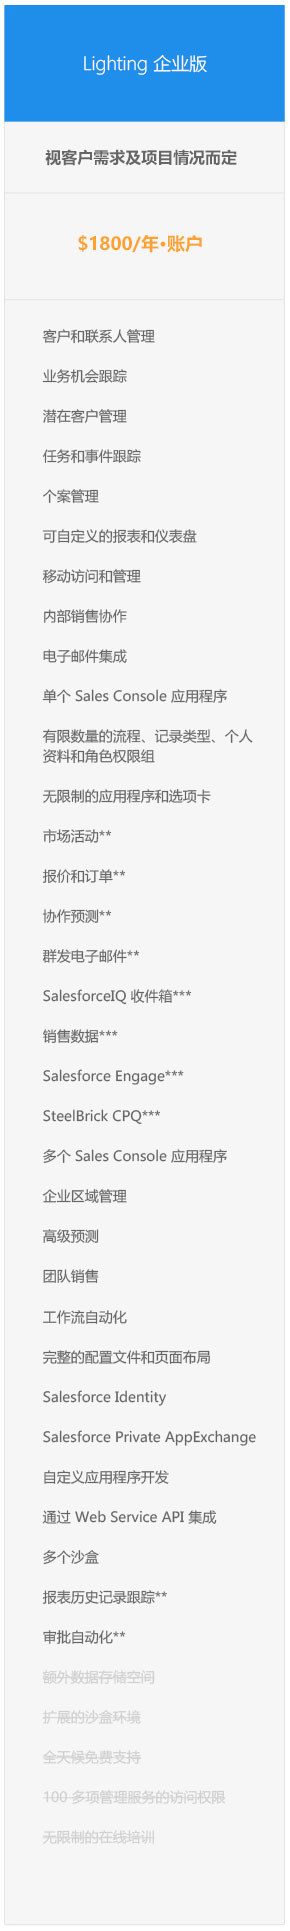 Lighting 企业版
视客户需求及项目情况而定
$1800/年•账户
客户和联系人管理
业务机会跟踪
潜在客户管理
任务和事件跟踪
个案管理
可自定义的报表和仪表盘
移动访问和管理
内部销售协作
电子邮件集成
单个 Sales Console 应用程序
有限数量的流程、记录类型、个人
资料和角色权限组
无限制的应用程序和选项卡
市场活动**
报价和订单**
协作预测**
群发电子邮件**
SalesforceIQ 收件箱***
销售数据***
Salesforce Engage***
SteelBrick CPQ***
多个 Sales Console 应用程序
企业区域管理
高级预测
团队销售
工作流自动化
完整的配置文件和页面布局
Salesforce Identity
Salesforce Private AppExchange
自定义应用程序开发
通过 Web Service API 集成
多个沙盒
报表历史记录跟踪**
审批自动化**
额外数据存储空间
扩展的沙盒环境
全天候免费支持
100 多项管理服务的访问权限
无限制的在线培训